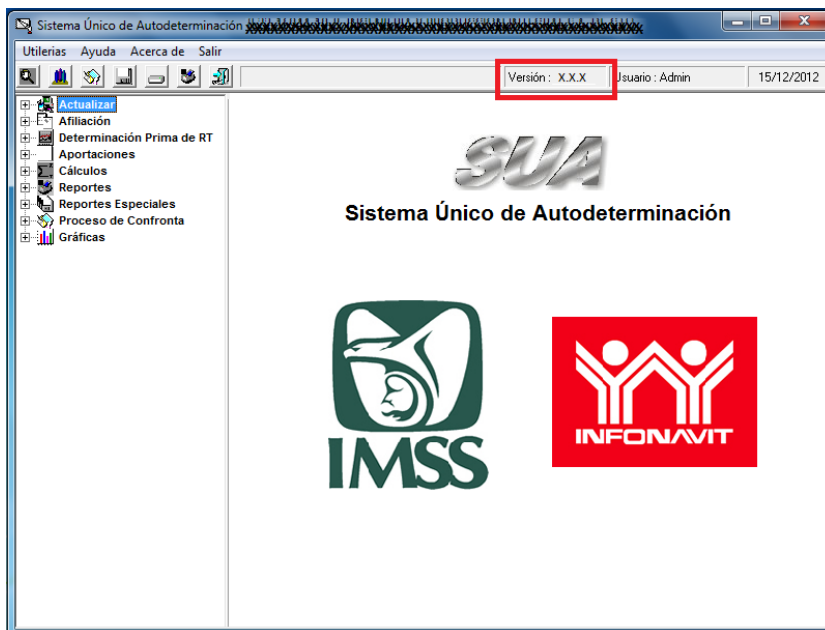 Sistema Único de Autodeterminación
Utilerias Ayuda Acerca de Salir
Versión : X.X.X
Usuario : Admin
15/12/2012
Actualizar
Afiliación
Determinación Prima de RT
Aportaciones
Cálculos
Reportes
Reportes Especiales
Proceso de Confronta
Gráficas
SUA
Sistema Único de Autodeterminación
IMSS
INFONAVIT